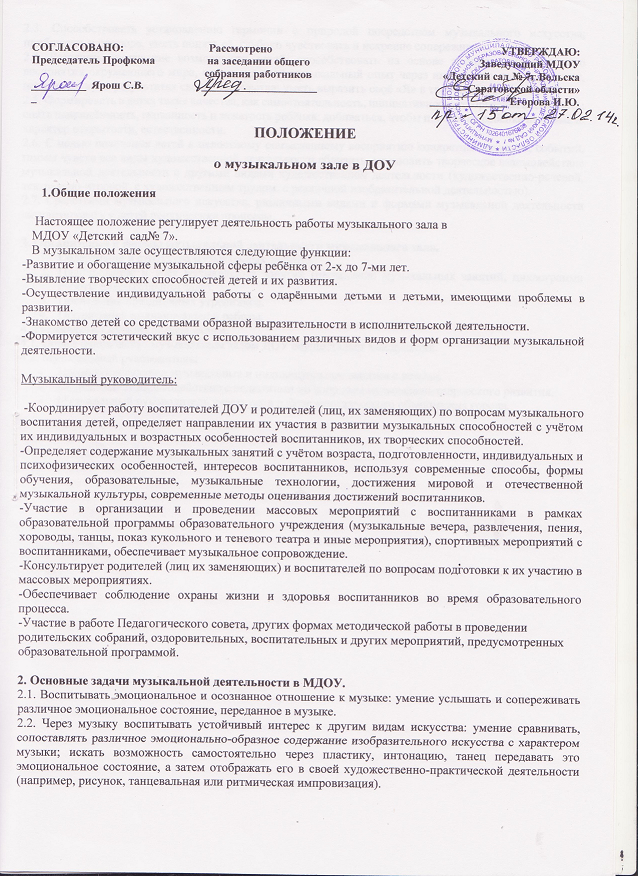 СОГЛАСОВАНО:
Председатель Профкома
Ярош С.В.
Рассмотрено
на заседании общего
собрания работников
УТВЕРЖДАЮ:
Заведующий МДОУ
«Детский сад № 7г.Вольска
Саратовской области»
Егорова И.Ю.
пр - 15 от 27.02.14г.
ПОЛОЖЕНИЕ
о музыкальном зале в ДОУ
1.Общие положения
Настоящее положение регулирует деятельность работы музыкального зала в
МДОУ «Детский сад№ 7».
В музыкальном зале осуществляются следующие функции:
-Развитие и обогащение музыкальной сферы ребёнка от 2-х до 7-ми лет.
-Выявление творческих способностей детей и их развития.
-Осуществление индивидуальной работы с одарёнными детьми и детьми, имеющими проблемы в
развитии.
-Знакомство детей со средствами образной выразительности в исполнительской деятельности.
-Формируется эстетический вкус с использованием различных видов и форм организации музыкальной
деятельности.
Музыкальный руководитель:
-Координирует работу воспитателей ДОУ и родителей (лиц, их заменяющих) по вопросам музыкального
воспитания детей, определяет направлении их участия в развитии музыкальных способностей с учётом
их индивидуальных и возрастных особенностей воспитанников, их творческих способностей.
-Определяет содержание музыкальных занятий с учётом возраста, подготовленности, индивидуальных и
психофизических особенностей, интересов воспитанников, используя современные способы, формы
обучения, образовательные, музыкальные технологии, достижения мировой и отечественной
музыкальной культуры, современные методы оценивания достижений воспитанников.
-Участие в организации и проведении массовых мероприятий с воспитанниками в рамках
образовательной программы образовательного учреждения (музыкальные вечера, развлечения, пения,
хороводы, танцы, показ кукольного и теневого театра и иные мероприятия), спортивных мероприятий с
воспитанниками, обеспечивает музыкальное сопровождение.
-Консультирует родителей (лиц их заменяющих) и воспитателей по вопросам подготовки к их участию в
массовых мероприятиях.
-Обеспечивает соблюдение охраны жизни и здоровья воспитанников во время образовательного
процесса.
-Участие в работе Педагогического совета, других формах методической работы в проведении
родительских собраний, оздоровительных, воспитательных и других мероприятий, предусмотренных
образовательной программой.
2. Основные задачи музыкальной деятельности в МДОУ.
2.1. Воспитывать эмоциональное и осознанное отношение к музыке: умение услышать и сопереживать
различное эмоциональное состояние, переданное в музыке.
2.2. Через музыку воспитывать устойчивый интерес к другим видам искусства: умение сравнивать,
сопоставлять различное эмоционально-образное содержание изобразительного искусства с характером
музыки; искать возможность самостоятельно через пластику, интонацию, танец передавать это
эмоциональное состояние, а затем отображать его в своей художественно-практической деятельности
(например, рисунок, танцевальная или ритмическая импровизация).